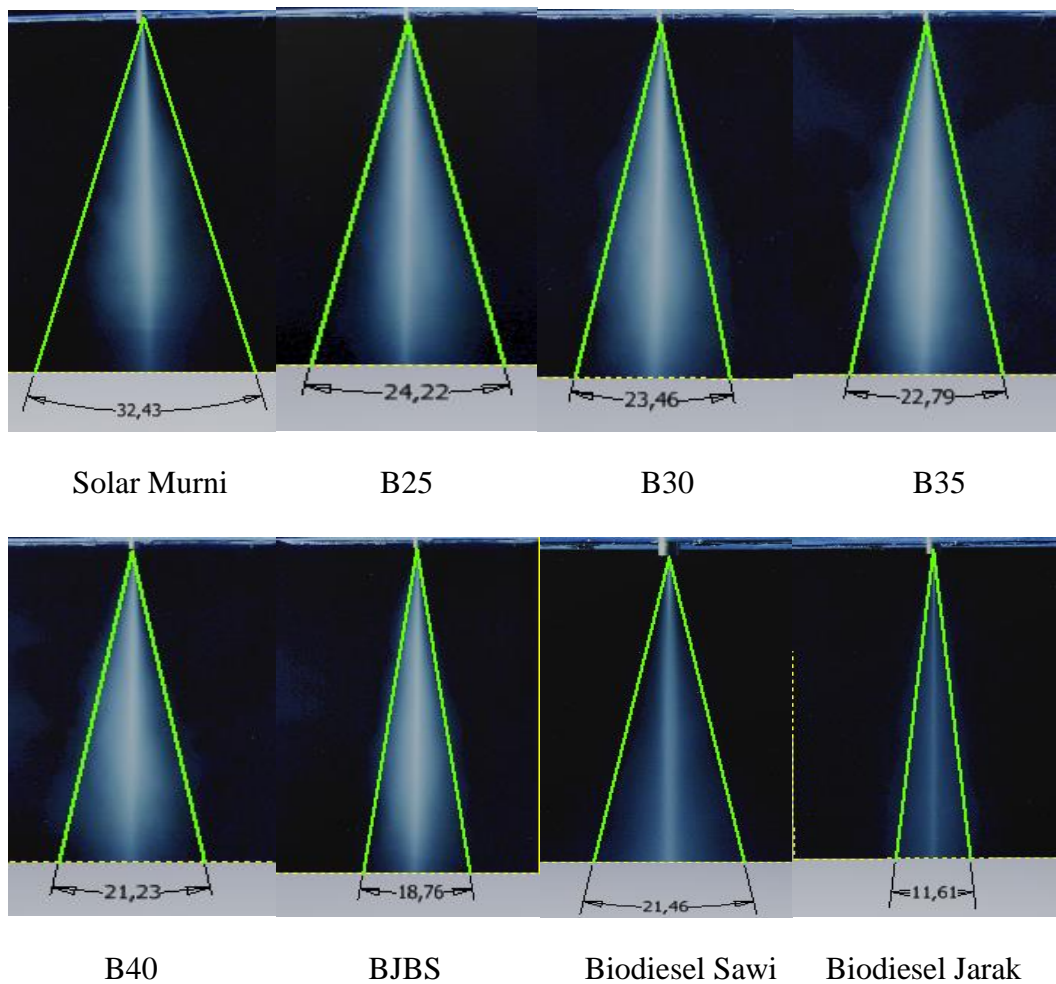 32,43 24,22 23,46 22,79
Solar Murni B25 B30 B35
21,23 18,76 21,46 11,61
B40 BJBS Biodiesel Sawi Biodiesel Jarak